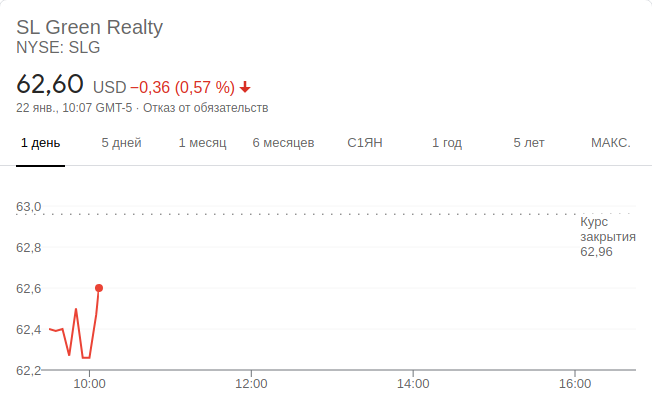 SL Green Realty
NYSE: SLG
62,60 USD −0,36 (0,57 %)
22 янв., 10:07 GMT-5 · Отказ от обязательств
1 день 5 дней 1 месяц 6 месяцев С1ЯН 1 год 5 лет МАКС.
63,0
Курс
закрытия
62,96
62,8
62,6
62,4
62,2
10:00 12:00 14:00 16:00